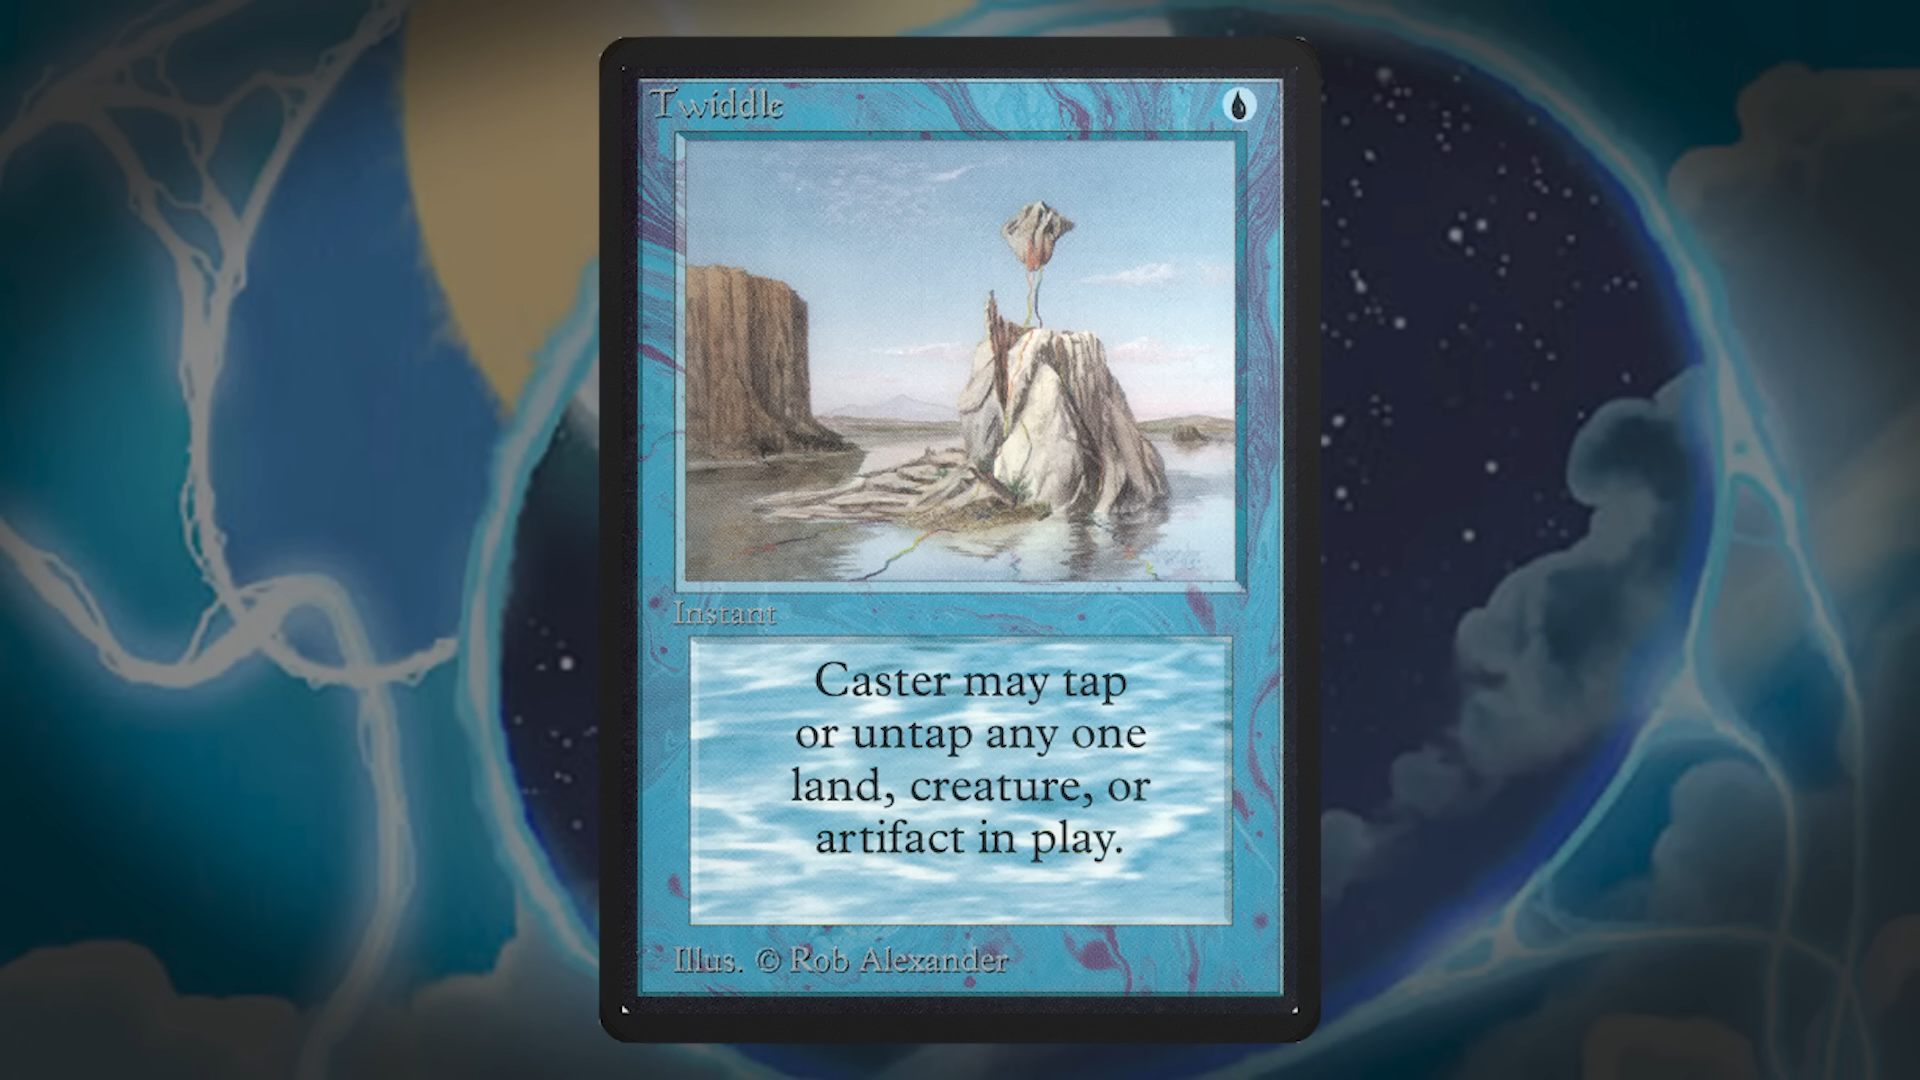 Twiddle
Instant
Caster may tap
or untap any one
land, creature, or
artifact in play.
Illus. © Rob Alexander